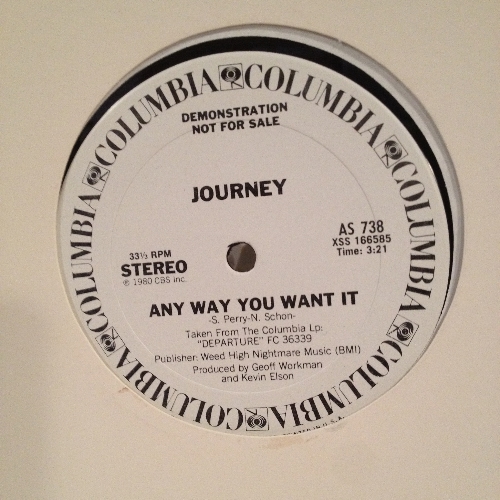 COLUMBIA COLUMBIA COLUMBIA COLUMBIA COLUMBIA COLUMBIA COLUMBIA
DEMONSTRATION
NOT FOR SALE
JOURNEY
33⅓ RPM
STEREO
℗ 1980 CBS inc.
AS 738
XSS 166585
Time: 3:21
ANY WAY YOU WANT IT
-S. Perry-N. Schon-
Taken From The Columbia Lp:
"DEPARTURE" FC 36339
Publisher: Weed High Nightmare Music (BMI)
Produced by Geoff Workman
and Kevin Elson